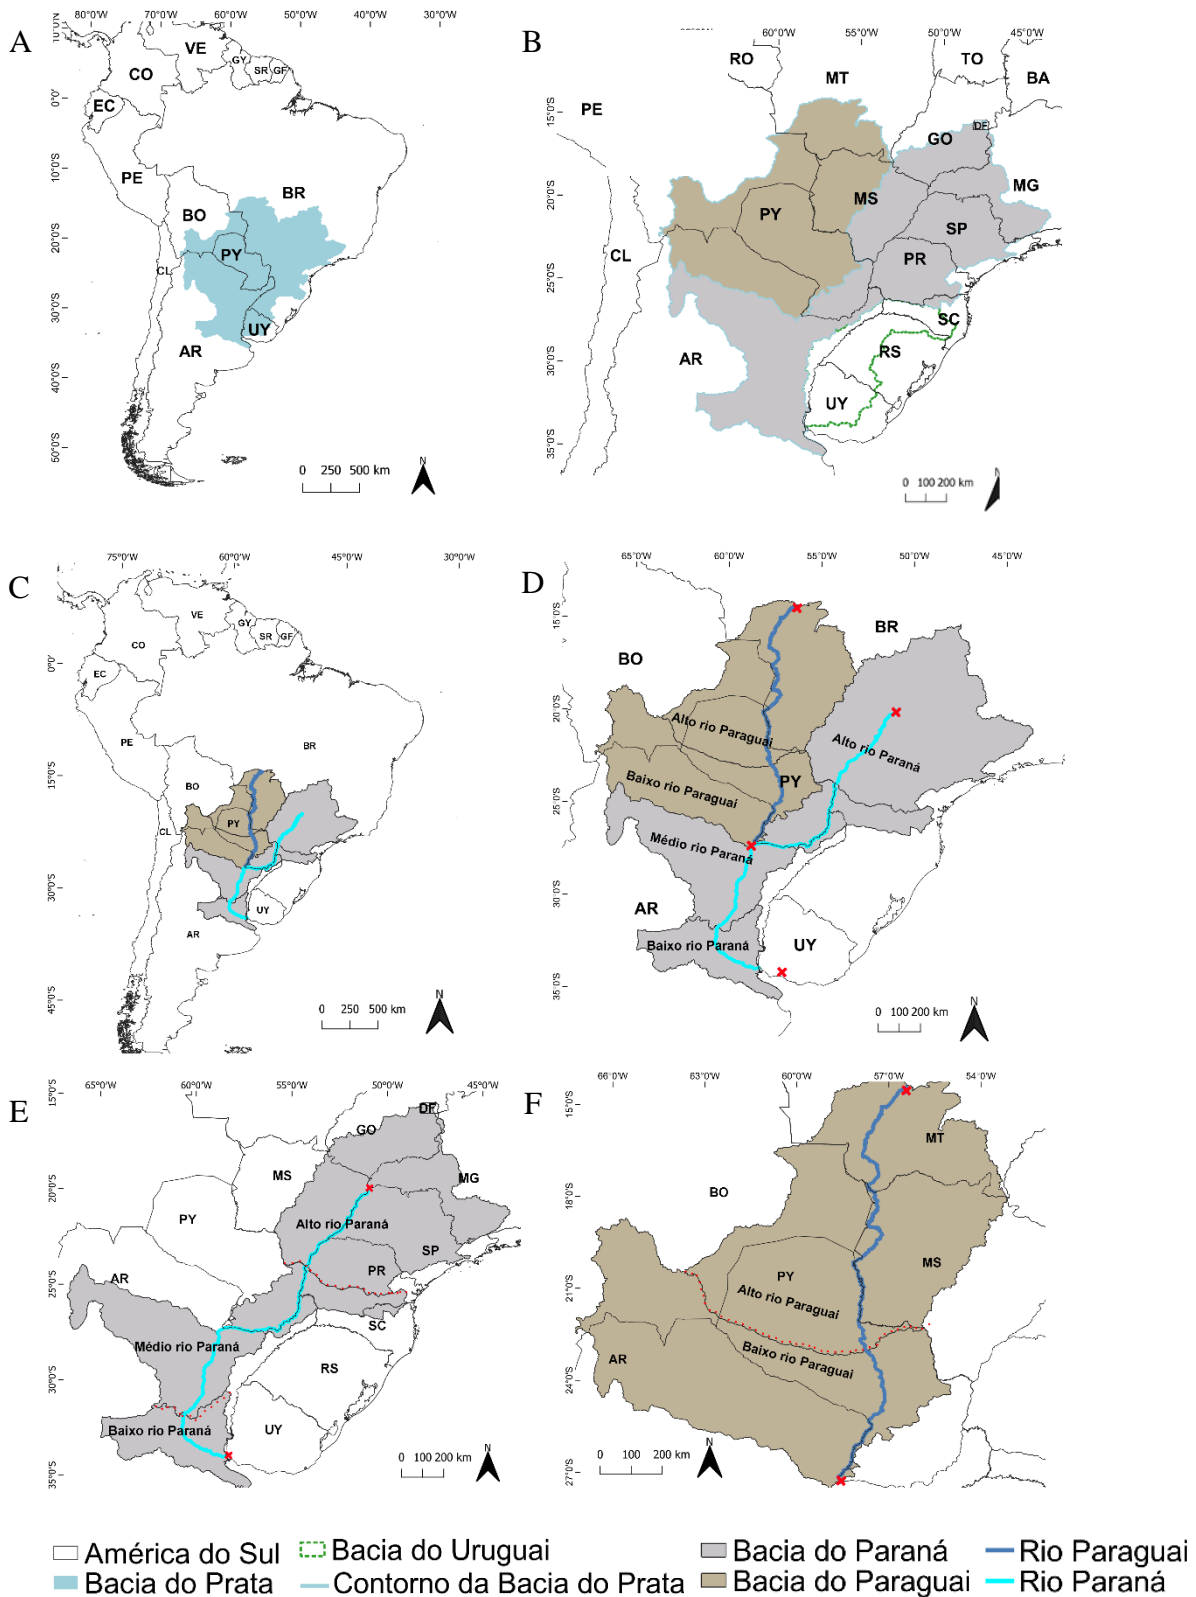 A
80°0'W 70°0'W 60°0'W 50°0'W 40°0'W 30°0'W
10°0'N
0°0'
10°0'S
20°0'S
30°0'S
40°0'S
50°0'S
VE
GY
SR
GF
CO
EC
PE
BR
BO
PY
CL
UY
AR
0 250 500 km
N
B
60°0'W 55°0'W 50°0'W 45°0'W
15°0'S
20°0'S
25°0'S
30°0'S
35°0'S
RO
MT
TO
BA
PE
GO
DF
MS
MG
PY
SP
CL
PR
SC
AR
RS
UY
0 100 200 km
N
C
75°0'W 60°0'W 45°0'W 30°0'W
0°0'
15°0'S
30°0'S
45°0'S
VE
GY
SR
GF
CO
EC
PE
BR
BO
PY
CL
UY
AR
0 250 500 km
N
D
65°0'W 60°0'W 55°0'W 50°0'W 45°0'W
15°0'S
20°0'S
25°0'S
30°0'S
35°0'S
BR
BO
Alto rio Paraguai
Alto rio Paraná
Baixo rio Paraguai
PY
Médio rio Paraná
AR
Baixo rio Paraná
UY
0 100 200 km
N
E
65°0'W 60°0'W 55°0'W 50°0'W 45°0'W
15°0'S
20°0'S
25°0'S
30°0'S
35°0'S
DF
GO
MS
MG
PY
Alto rio Paraná
SP
AR
PR
SC
Médio rio Paraná
RS
Baixo rio Paraná
UY
0 100 200 km
N
F
66°0'W 63°0'W 60°0'W 57°0'W 54°0'W
15°0'S
18°0'S
21°0'S
24°0'S
27°0'S
MT
BO
MS
PY
Alto rio Paraguai
Baixo rio Paraguai
AR
0 100 200 km
N
América do Sul
Bacia do Uruguai
Bacia do Paraná
Rio Paraguai
Bacia do Prata
Contorno da Bacia do Prata
Bacia do Paraguai
Rio Paraná